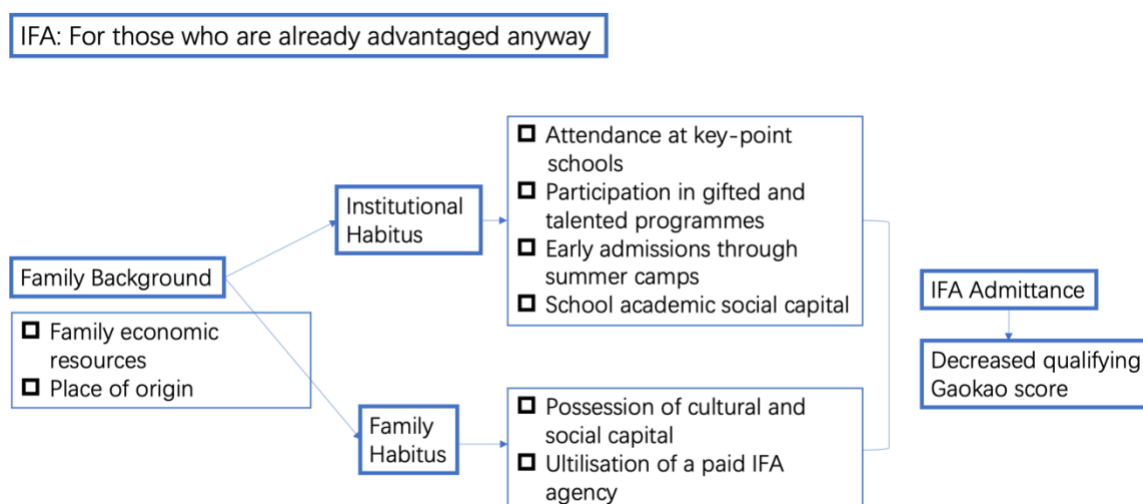 IFA: For those who are already advantaged anyway
Attendance at key-point
schools
Participation in gifted and
talented programmes
Early admissions through
summer camps
School academic social capital
Institutional
Habitus
Family Background
Family economic
resources
Place of origin
IFA Admittance
Decreased qualifying
Gaokao score
Family
Habitus
Possession of cultural and
social capital
Ultilisation of a paid IFA
agency